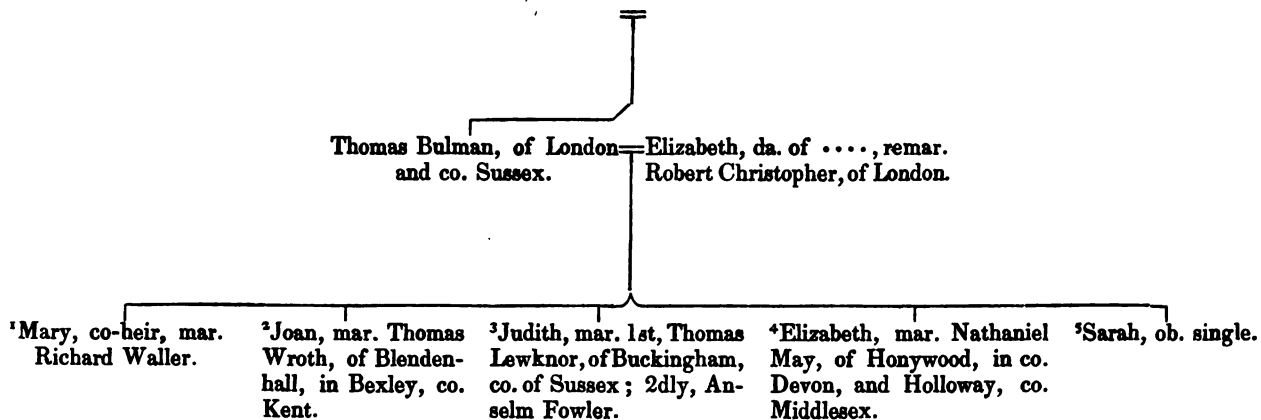 Thomas Bulman, of London
and co. Sussex.
Elizabeth, da. of ····, remar.
Robert Christopher, of London.
¹Mary, co-heir, mar.
Richard Waller.
²Joan, mar. Thomas
Wroth, of Blenden-
hall, in Bexley, co.
Kent.
³Judith, mar. 1st, Thomas
Lewknor, of Buckingham,
co. of Sussex; 2dly, An-
selm Fowler.
⁴Elizabeth, mar. Nathaniel
May, of Honywood, in co.
Devon, and Holloway, co.
Middlesex.
⁵Sarah, ob. single.